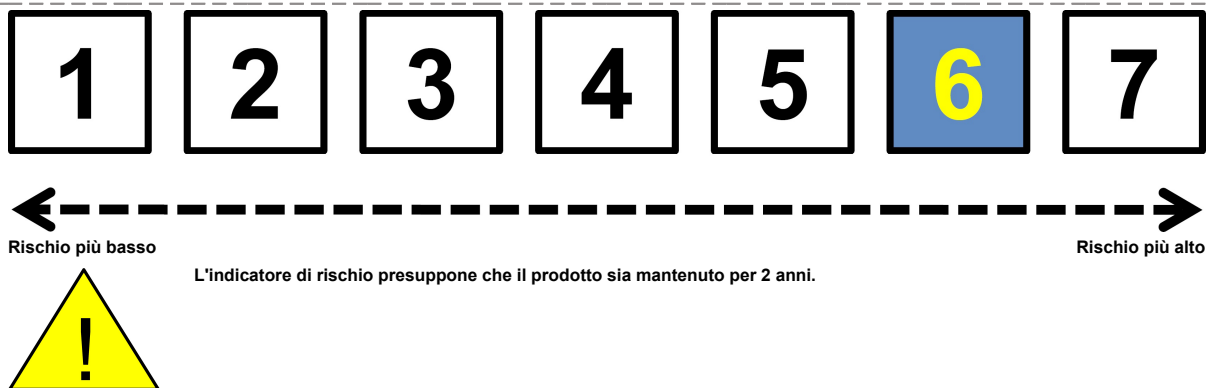 1 2 3 4 5 6 7
Rischio più basso Rischio più alto
L'indicatore di rischio presuppone che il prodotto sia mantenuto per 2 anni.
!